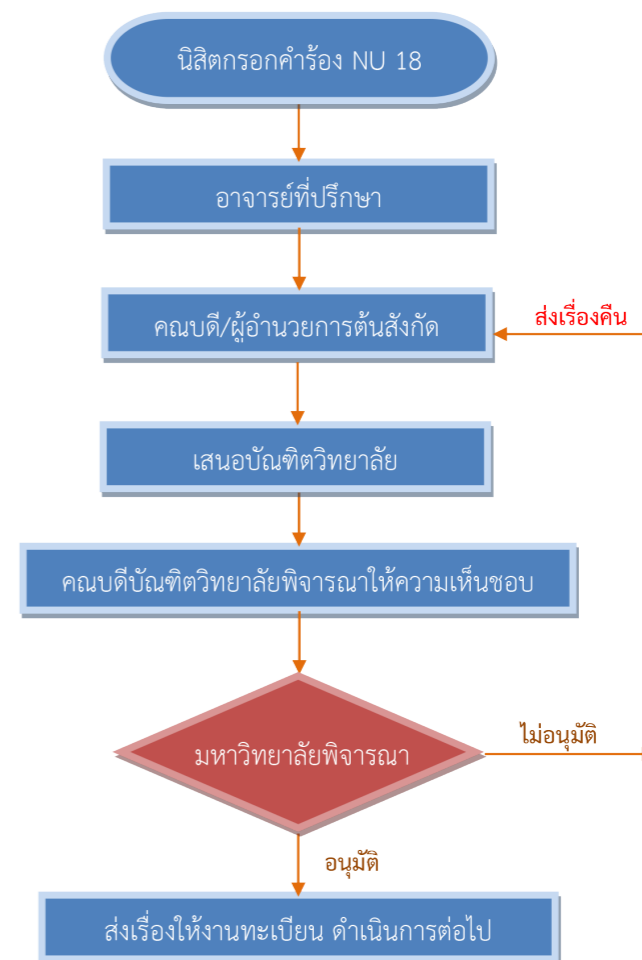 นิสิตกรอกคำร้อง NU 18
อาจารย์ที่ปรึกษา
คณบดี/ผู้อำนวยการต้นสังกัด
ส่งเรื่องคืน
เสนอบัณฑิตวิทยาลัย
คณบดีบัณฑิตวิทยาลัยพิจารณาให้ความเห็นชอบ
มหาวิทยาลัยพิจารณา
ไม่อนุมัติ
อนุมัติ
ส่งเรื่องให้งานทะเบียน ดำเนินการต่อไป